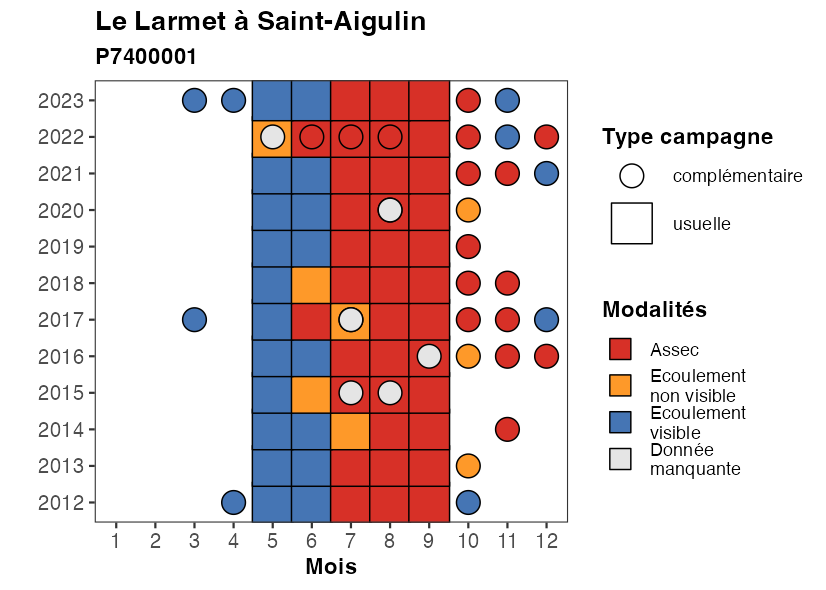 Le Larmet à Saint-Aigulin
P7400001
2023
2022
2021
2020
2019
2018
2017
2016
2015
2014
2013
2012
1 2 3 4 5 6 7 8 9 10 11 12
Mois
Type campagne
complémentaire
usuelle
Modalités
Assec
Ecoulement
non visible
Ecoulement
visible
Donnée
manquante